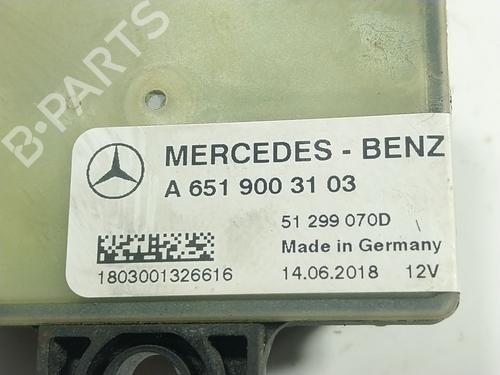 B-PARTS
MERCEDES - BENZ
A 651 900 31 03
51 299 070D
Made in Germany
1803001326616
14.06.2018 12V